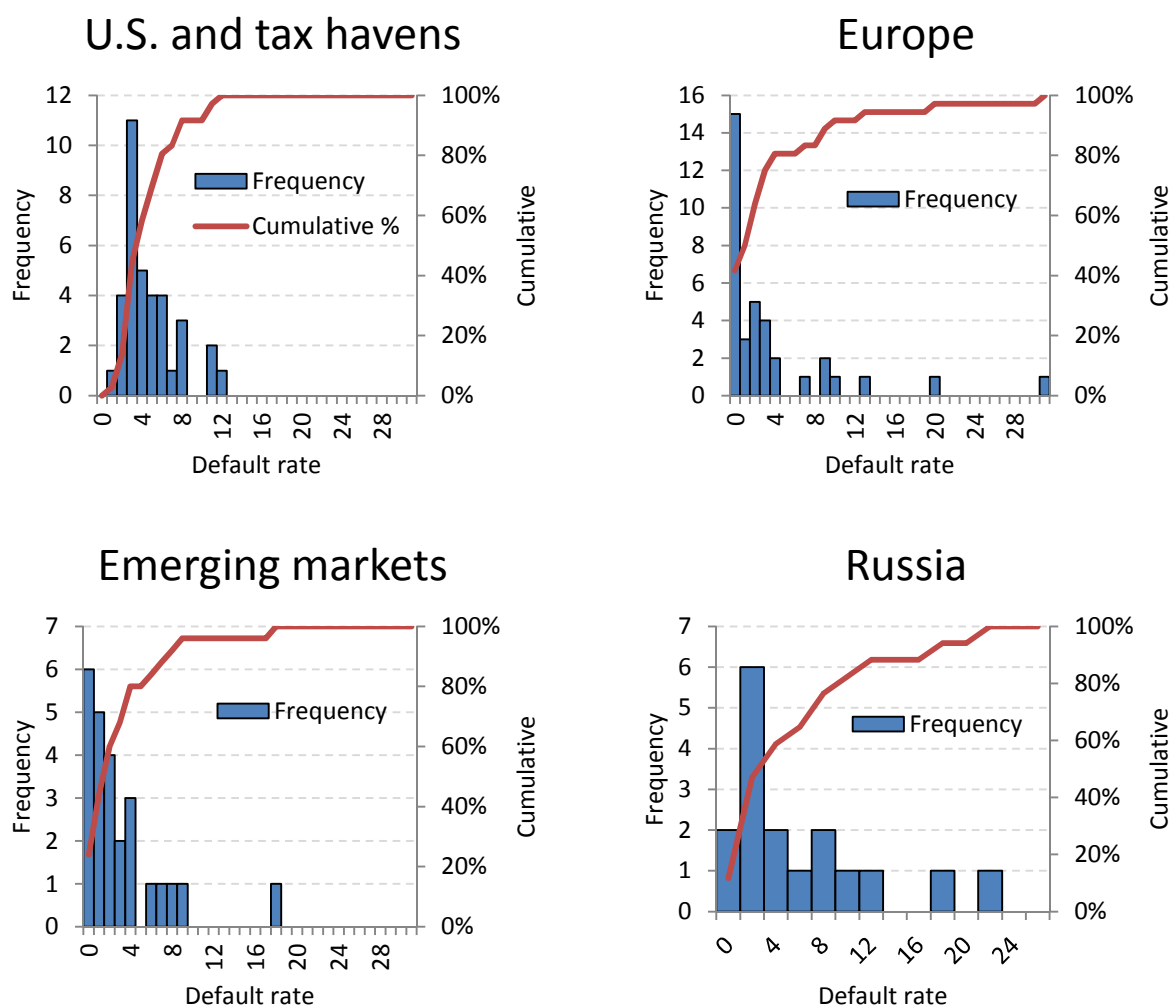 U.S. and tax havens
Frequency
12
10
8
6
4
2
0
100%
80%
60%
40%
20%
0%
Cumulative
Frequency
Cumulative %
0 4 8 12 16 20 24 28
Default rate
Europe
Frequency
16
14
12
10
8
6
4
2
0
100%
80%
60%
40%
20%
0%
Cumulative
Frequency
0 4 8 12 16 20 24 28
Default rate
Emerging markets
Frequency
7
6
5
4
3
2
1
0
100%
80%
60%
40%
20%
0%
Cumulative
Frequency
0 4 8 12 16 20 24 28
Default rate
Russia
Frequency
7
6
5
4
3
2
1
0
100%
80%
60%
40%
20%
0%
Cumulative
Frequency
0 4 8 12 16 20 24
Default rate